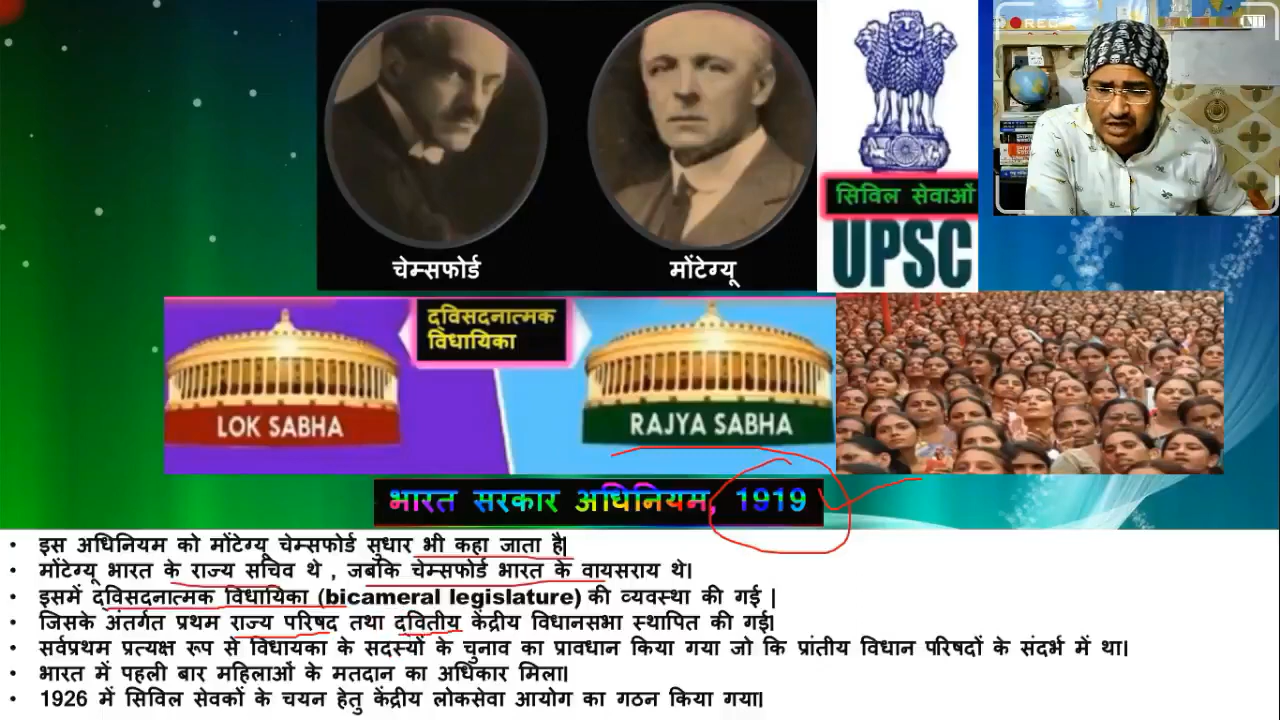 REC
सिविल सेवाओं
UPSC
चेम्सफोर्ड
मोंटेग्यू
द्विसदनात्मक
विधायिका
LOK SABHA
RAJYA SABHA
भारत सरकार अधिनियम, 1919
• इस अधिनियम को मोंटेग्यू चेम्सफोर्ड सुधार भी कहा जाता है|
• मोंटेग्यू भारत के राज्य सचिव थे , जबकि चेम्सफोर्ड भारत के वायसराय थे।
• इसमें द्विसदनात्मक विधायिका (bicameral legislature) की व्यवस्था की गई |
• जिसके अंतर्गत प्रथम राज्य परिषद तथा दवितीय केंद्रीय विधानसभा स्थापित की गई।
• सर्वप्रथम प्रत्यक्ष रूप से विधायका के सदस्यों के चुनाव का प्रावधान किया गया जो कि प्रांतीय विधान परिषदों के संदर्भ में था।
• भारत में पहली बार महिलाओं के मतदान का अधिकार मिला।
• 1926 में सिविल सेवकों के चयन हेतु केंद्रीय लोकसेवा आयोग का गठन किया गया।